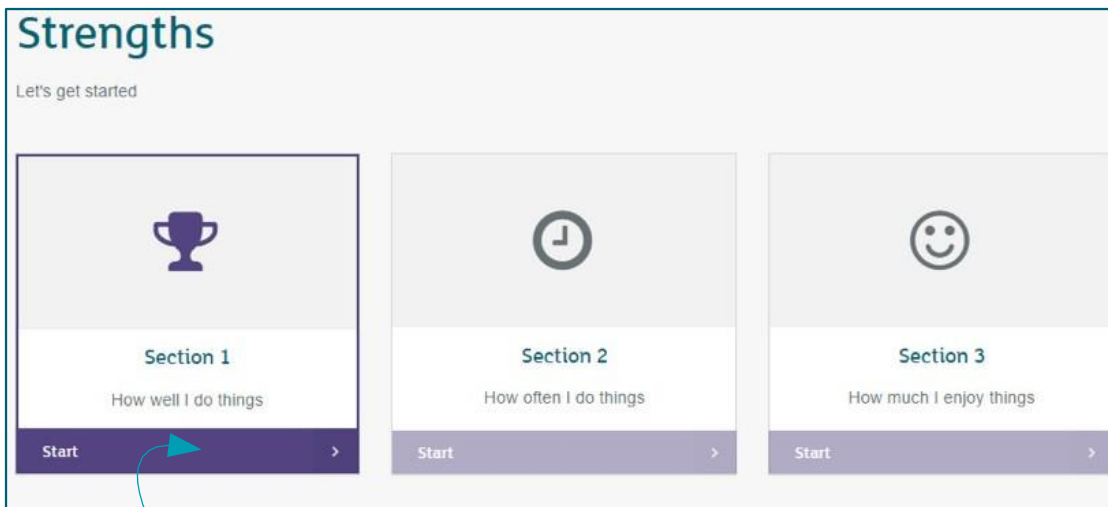 Strengths
Let's get started
Section 1
How well I do things
Start
Section 2
How often I do things
Start
Section 3
How much I enjoy things
Start